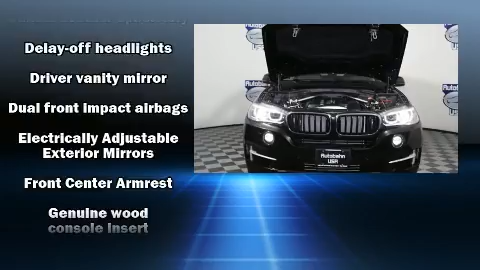 Delay-off headlights
Driver vanity mirror
Dual front impact airbags
Electrically Adjustable
Exterior Mirrors
Front Center Armrest
Genuine wood
console insert
Autobahn
USA